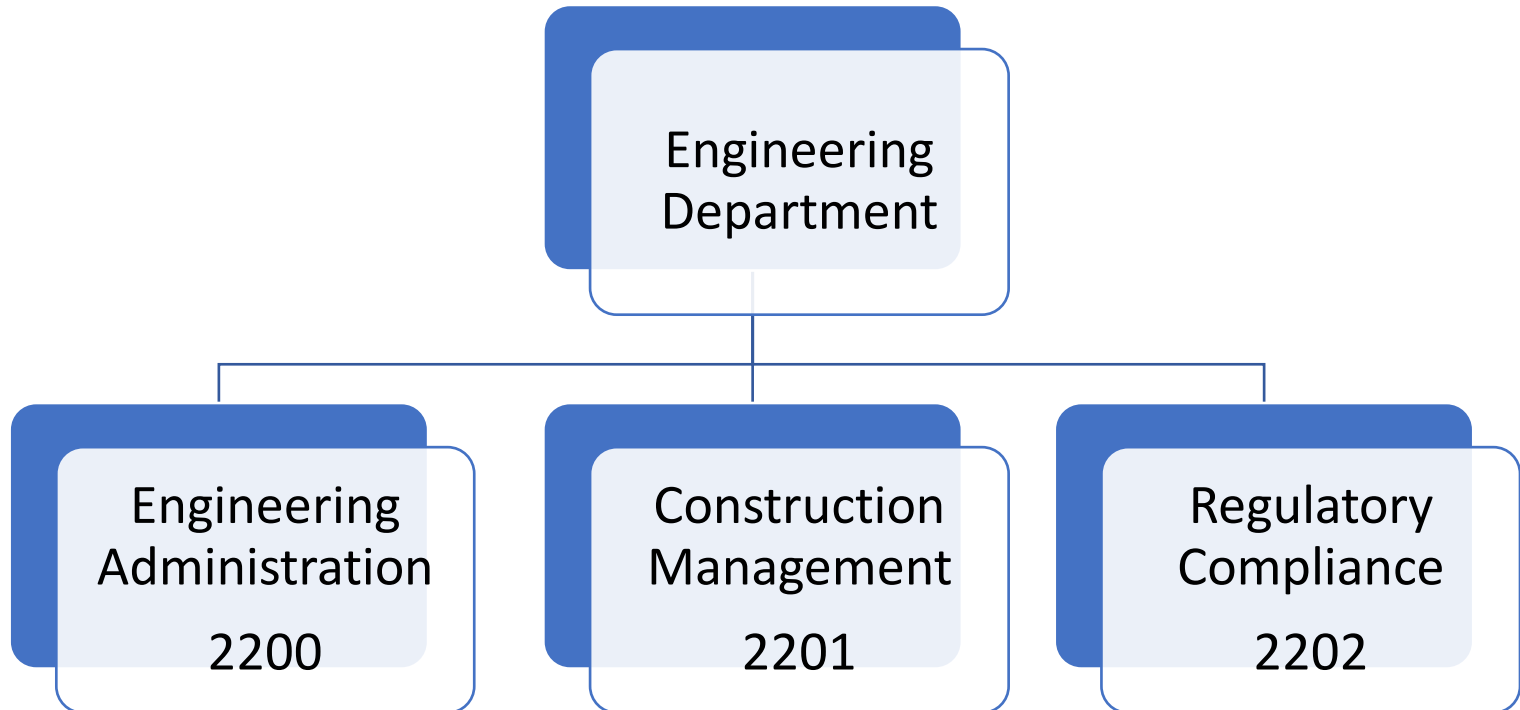 Engineering
Department
Engineering
Administration
2200
Construction
Management
2201
Regulatory
Compliance
2202